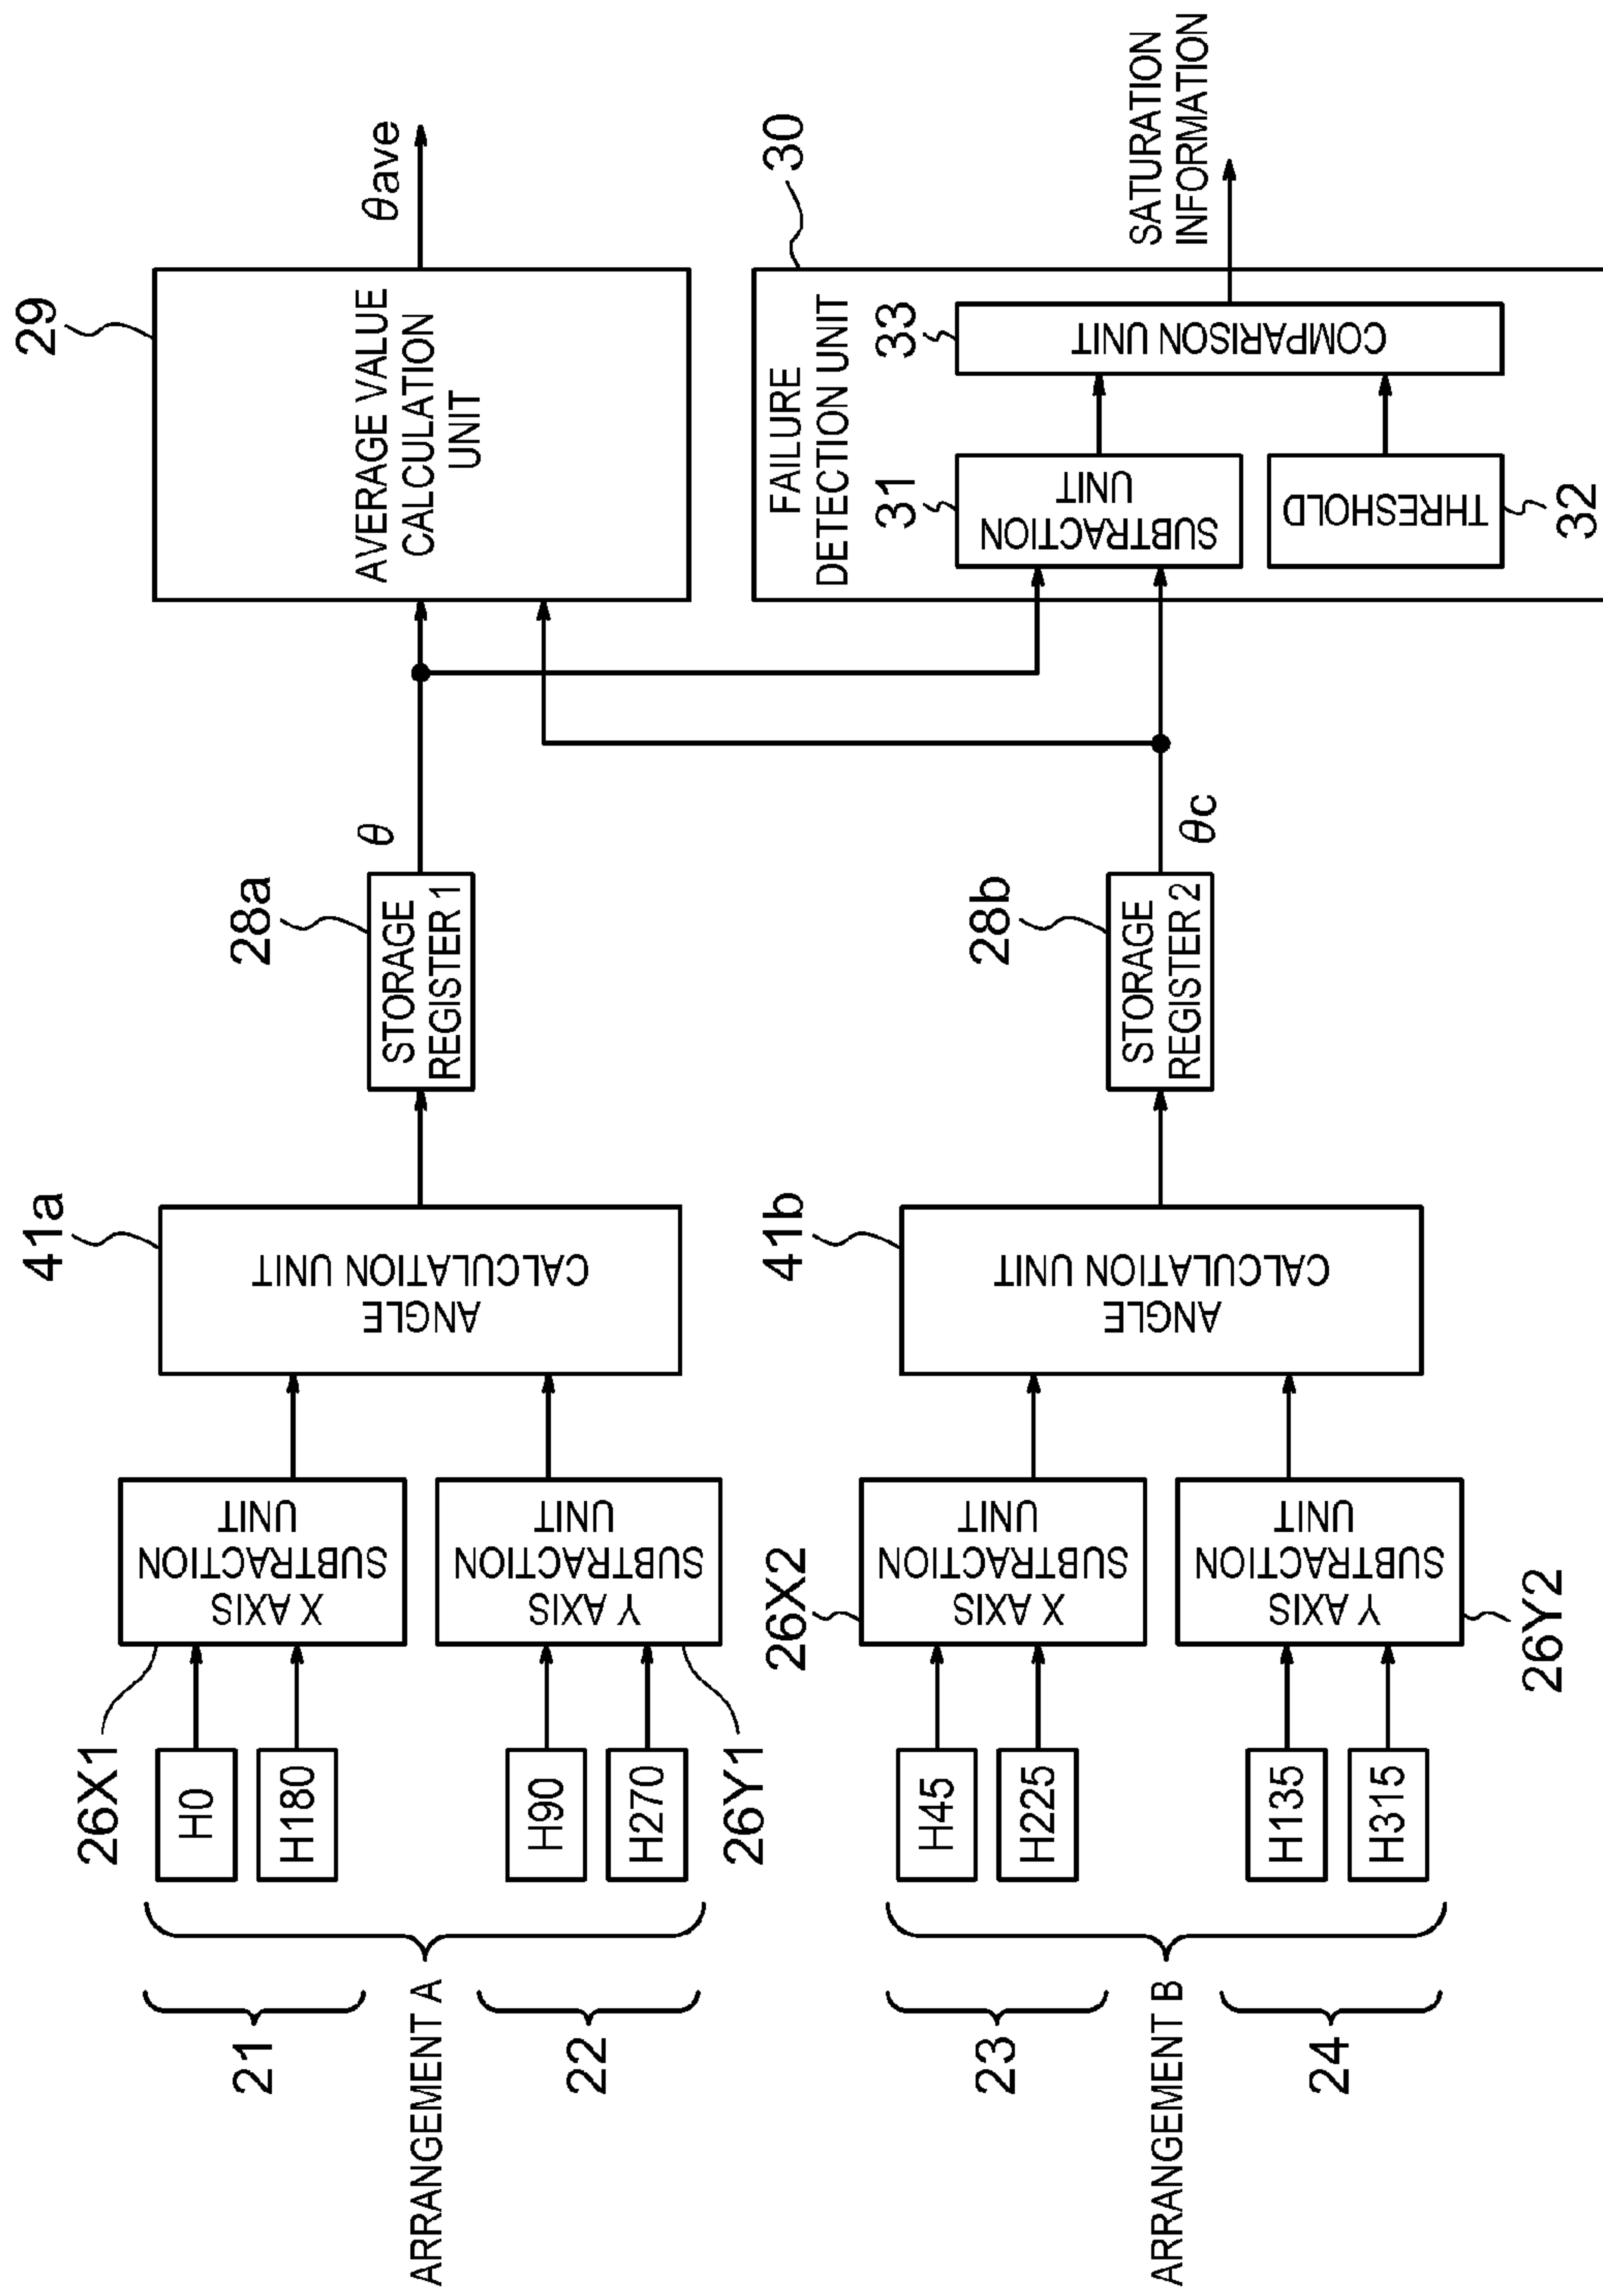 ARRANGEMENT A
21
22
H0
H180
H90
H270
26X1
X AXIS
SUBTRACTION
UNIT
26Y1
Y AXIS
SUBTRACTION
UNIT
41a
ANGLE
CALCULATION UNIT
28a
STORAGE
REGISTER 1
θ
29
AVERAGE VALUE
CALCULATION
UNIT
θave
ARRANGEMENT B
23
24
H45
H225
H135
H315
26X2
X AXIS
SUBTRACTION
UNIT
26Y2
Y AXIS
SUBTRACTION
UNIT
41b
ANGLE
CALCULATION UNIT
28b
STORAGE
REGISTER 2
θc
30
FAILURE
DETECTION UNIT
31
SUBTRACTION
UNIT
32
THRESHOLD
33
COMPARISON UNIT
SATURATION
INFORMATION